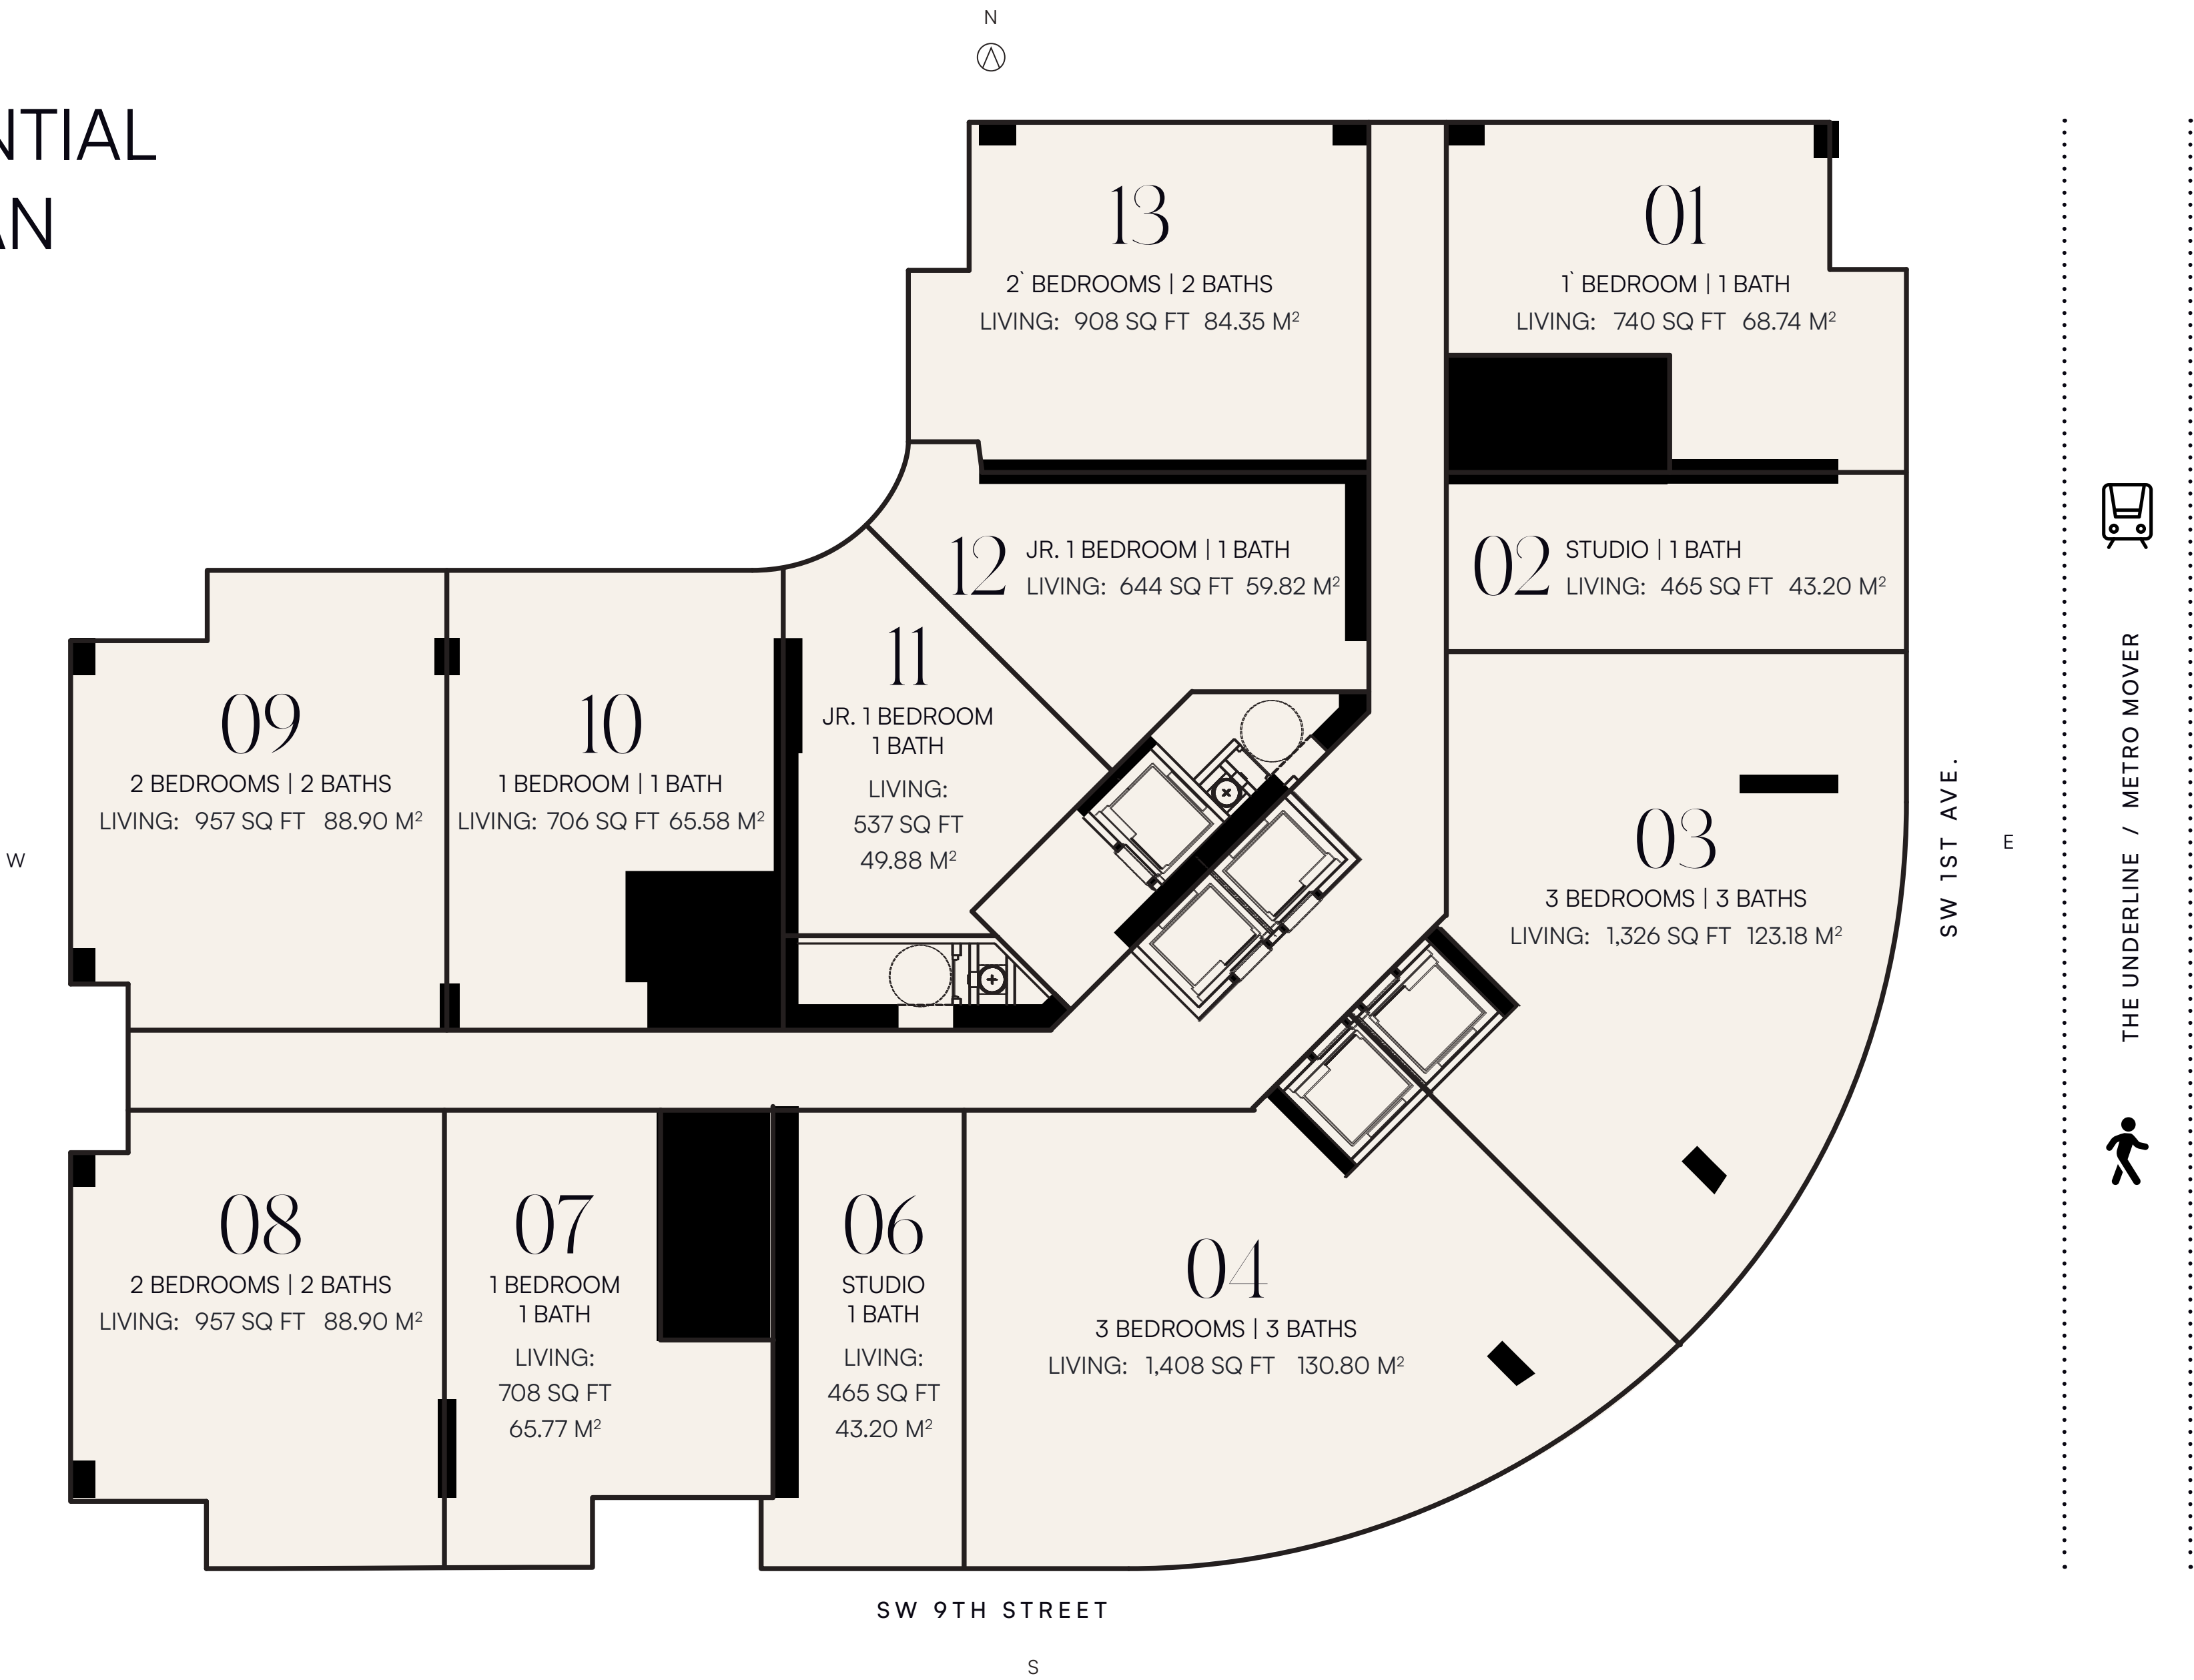 N
NTIAL
AN
13
2` BEDROOMS | 2 BATHS
LIVING: 908 SQ FT 84.35 M²
01
1` BEDROOM | 1 BATH
LIVING: 740 SQ FT 68.74 M²
12
JR. 1 BEDROOM | 1 BATH
LIVING: 644 SQ FT 59.82 M²
02
STUDIO | 1 BATH
LIVING: 465 SQ FT 43.20 M²
11
JR. 1 BEDROOM
1 BATH
LIVING:
537 SQ FT
49.88 M²
09
2 BEDROOMS | 2 BATHS
LIVING: 957 SQ FT 88.90 M²
10
1 BEDROOM | 1 BATH
LIVING: 706 SQ FT 65.58 M²
03
3 BEDROOMS | 3 BATHS
LIVING: 1,326 SQ FT 123.18 M²
W
E
SW 1ST AVE.
THE UNDERLINE / METRO MOVER
08
2 BEDROOMS | 2 BATHS
LIVING: 957 SQ FT 88.90 M²
07
1 BEDROOM
1 BATH
LIVING:
708 SQ FT
65.77 M²
06
STUDIO
1 BATH
LIVING:
465 SQ FT
43.20 M²
04
3 BEDROOMS | 3 BATHS
LIVING: 1,408 SQ FT 130.80 M²
SW 9TH STREET
S